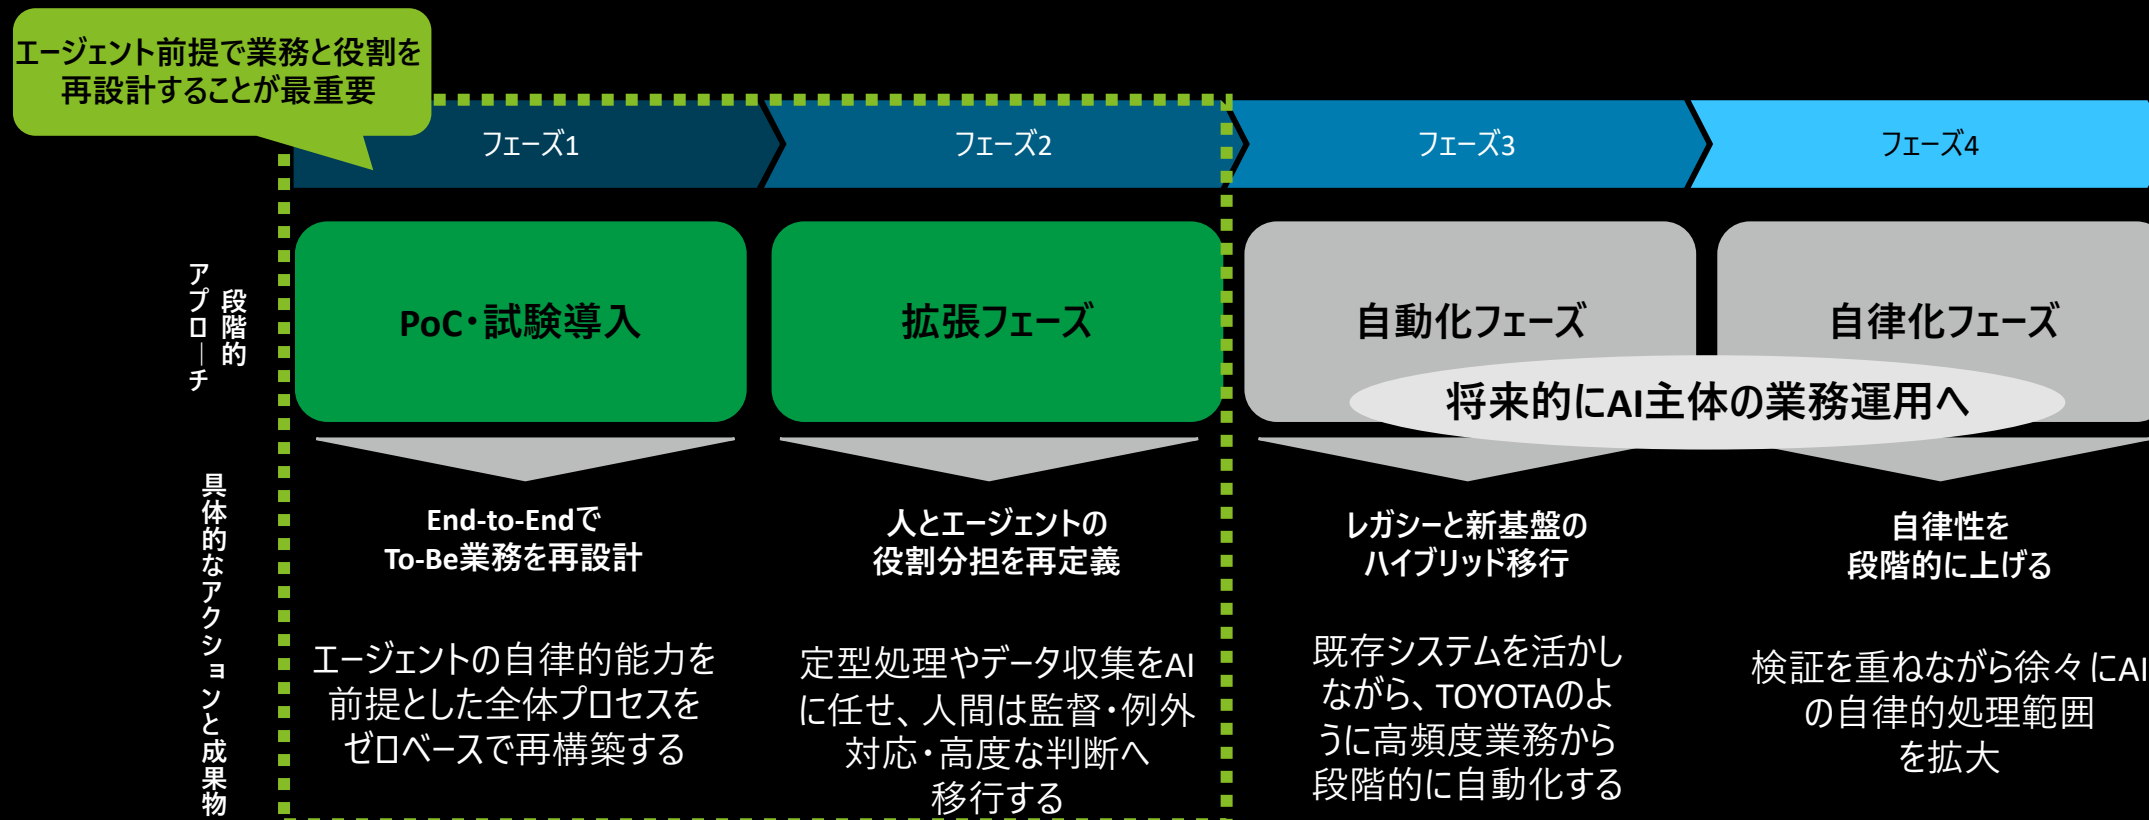 エージェント前提で業務と役割を
再設計することが最重要
フェーズ1
フェーズ2
フェーズ3
フェーズ4
段階的
アプローチ
PoC・試験導入
拡張フェーズ
自動化フェーズ
自律化フェーズ
将来的にAI主体の業務運用へ
具体的なアクションと成果物
End-to-Endで
To-Be業務を再設計
エージェントの自律的能力を
前提とした全体プロセスを
ゼロベースで再構築する
人とエージェントの
役割分担を再定義
定型処理やデータ収集をAI
に任せ、人間は監督・例外
対応・高度な判断へ
移行する
レガシーと新基盤の
ハイブリッド移行
既存システムを活かし
ながら、TOYOTAのよ
うに高頻度業務から
段階的に自動化する
自律性を
段階的に上げる
検証を重ねながら徐々にAI
の自律的処理範囲
を拡大